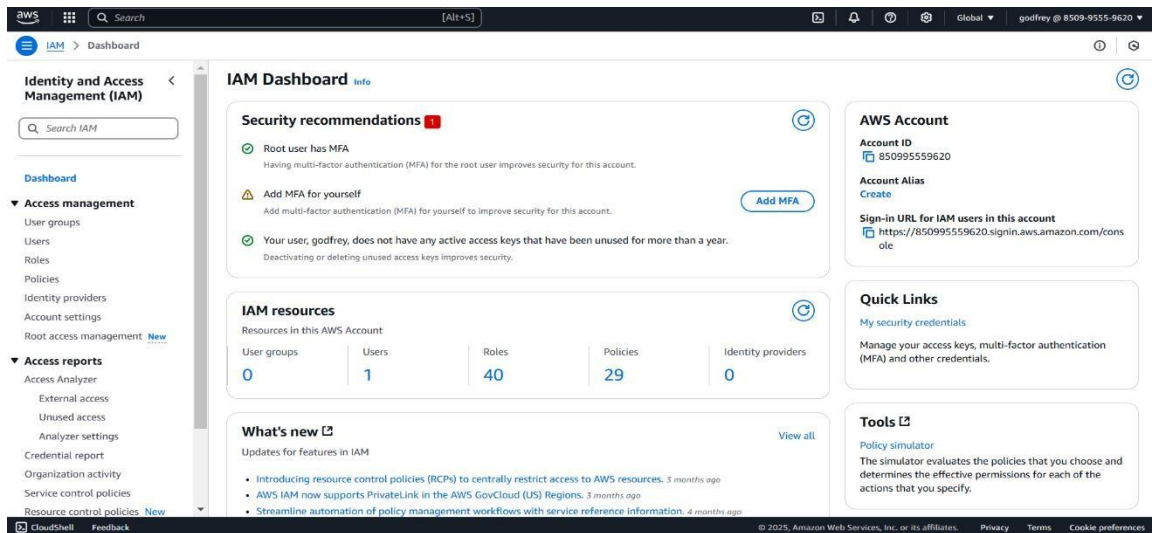 aws
Search
[Alt+S]
Global
godfrey @ 8509-9555-9620
IAM > Dashboard
Identity and Access
Management (IAM)
Search IAM
Dashboard
Access management
User groups
Users
Roles
Policies
Identity providers
Account settings
Root access management New
Access reports
Access Analyzer
External access
Unused access
Analyzer settings
Credential report
Organization activity
Service control policies
Resource control policies New
IAM Dashboard Info
Security recommendations 1
Root user has MFA
Having multi-factor authentication (MFA) for the root user improves security for this account.
Add MFA for yourself
Add multi-factor authentication (MFA) for yourself to improve security for this account.
Add MFA
Your user, godfrey, does not have any active access keys that have been unused for more than a year.
Deactivating or deleting unused access keys improves security.
IAM resources
Resources in this AWS Account
User groups Users Roles Policies Identity providers
0 1 40 29 0
What's new
View all
Updates for features in IAM
• Introducing resource control policies (RCPs) to centrally restrict access to AWS resources. 3 months ago
• AWS IAM now supports PrivateLink in the AWS GovCloud (US) Regions. 3 months ago
• Streamline automation of policy management workflows with service reference information. 4 months ago
AWS Account
Account ID
850995559620
Account Alias
Create
Sign-in URL for IAM users in this account
https://850995559620.signin.aws.amazon.com/cons
ole
Quick Links
My security credentials
Manage your access keys, multi-factor authentication
(MFA) and other credentials.
Tools
Policy simulator
The simulator evaluates the policies that you choose and
determines the effective permissions for each of the
actions that you specify.
CloudShell Feedback
© 2025, Amazon Web Services, Inc. or its affiliates. Privacy Terms Cookie preferences